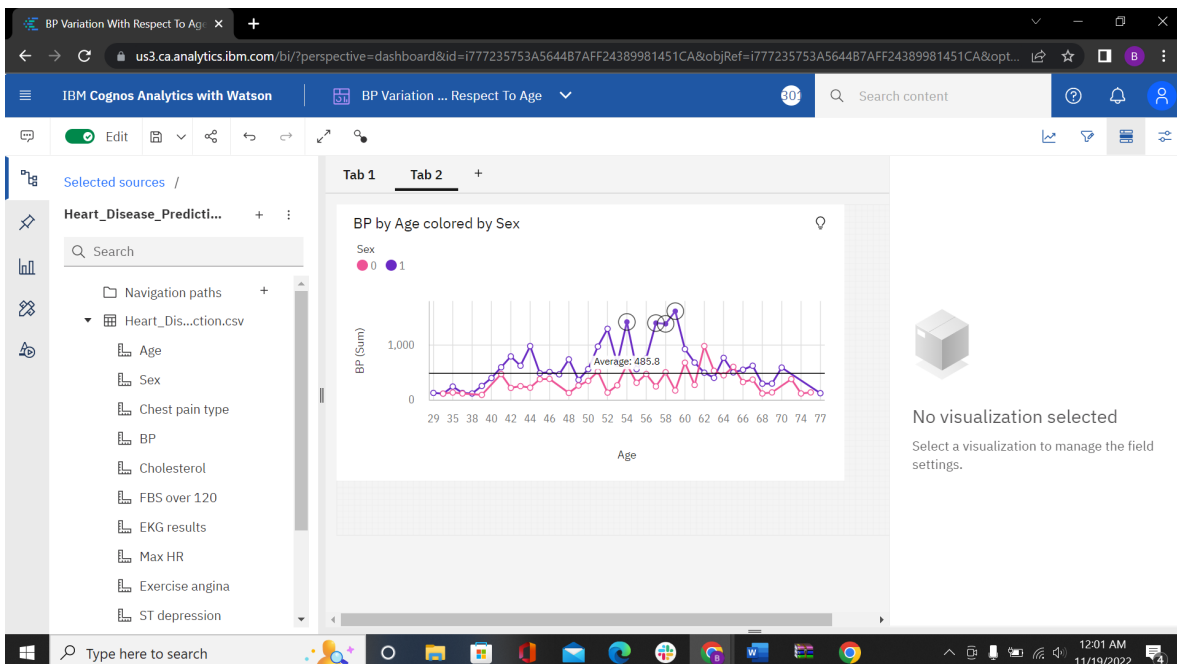 BP Variation With Respect To Age
us3.ca.analytics.ibm.com/bi/?perspective=dashboard&id=i777235753A5644B7AFF24389981451CA&objRef=i777235753A5644B7AFF24389981451CA&opt...
B
IBM Cognos Analytics with Watson
BP Variation ... Respect To Age
301
Search content
Edit
Selected sources /
Tab 1
Tab 2
+
Heart_Disease_Predicti...
+
Search
Navigation paths
+
Heart_Dis...ction.csv
Age
Sex
Chest pain type
BP
Cholesterol
FBS over 120
EKG results
Max HR
Exercise angina
ST depression
BP by Age colored by Sex
Sex
0 1
BP (Sum)
1,000
Average: 485.8
0
29 35 38 40 42 44 46 48 50 52 54 56 58 60 62 64 66 68 70 74 77
Age
No visualization selected
Select a visualization to manage the field
settings.
Type here to search
12:01 AM
11/19/2022
4